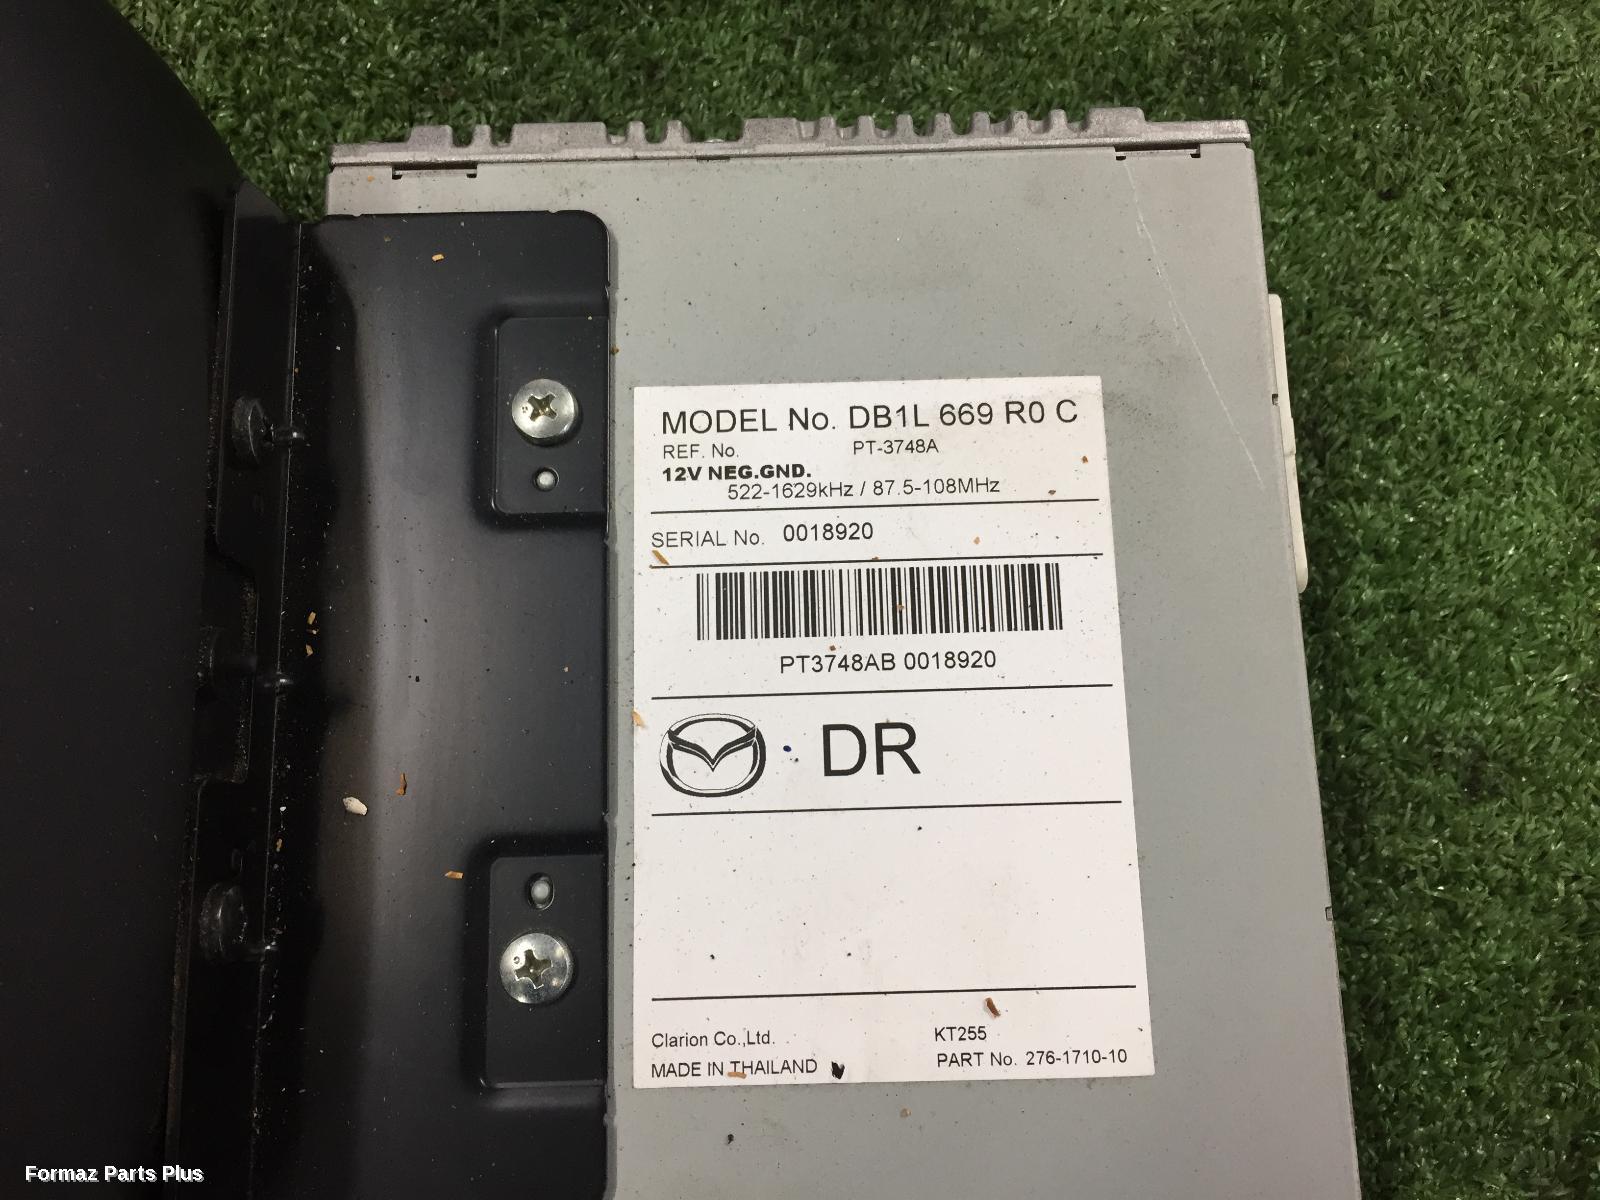 MODEL No. DB1L 669 R0 C
REF. No. PT-3748A
12V NEG.GND.
522-1629kHz / 87.5-108MHz
SERIAL No. 0018920
PT3748AB 0018920
DR
Clarion Co.,Ltd. KT255
MADE IN THAILAND PART No. 276-1710-10
Formaz Parts Plus